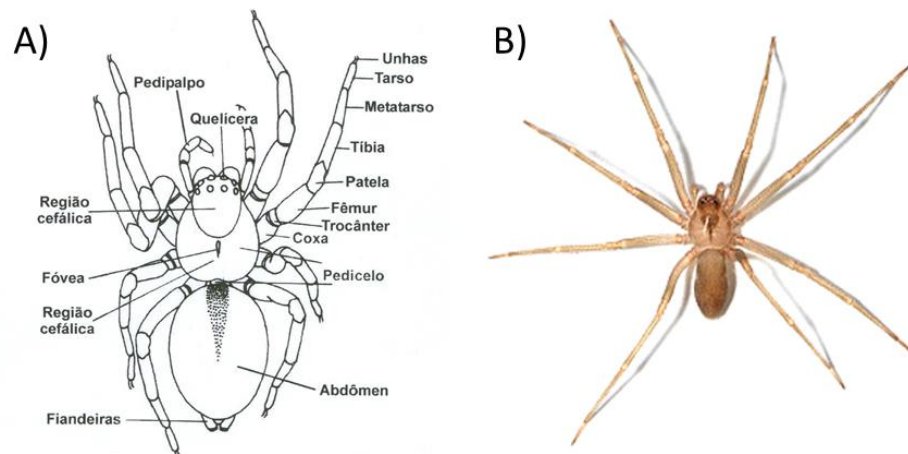 A)
Pedipalpo
Quelícera
Unhas
Tarso
Metatarso
Tíbia
Patela
Fêmur
Trocânter
Coxa
Pedicelo
Região
cefálica
Fóvea
Região
cefálica
Abdômen
Fiandeiras
B)